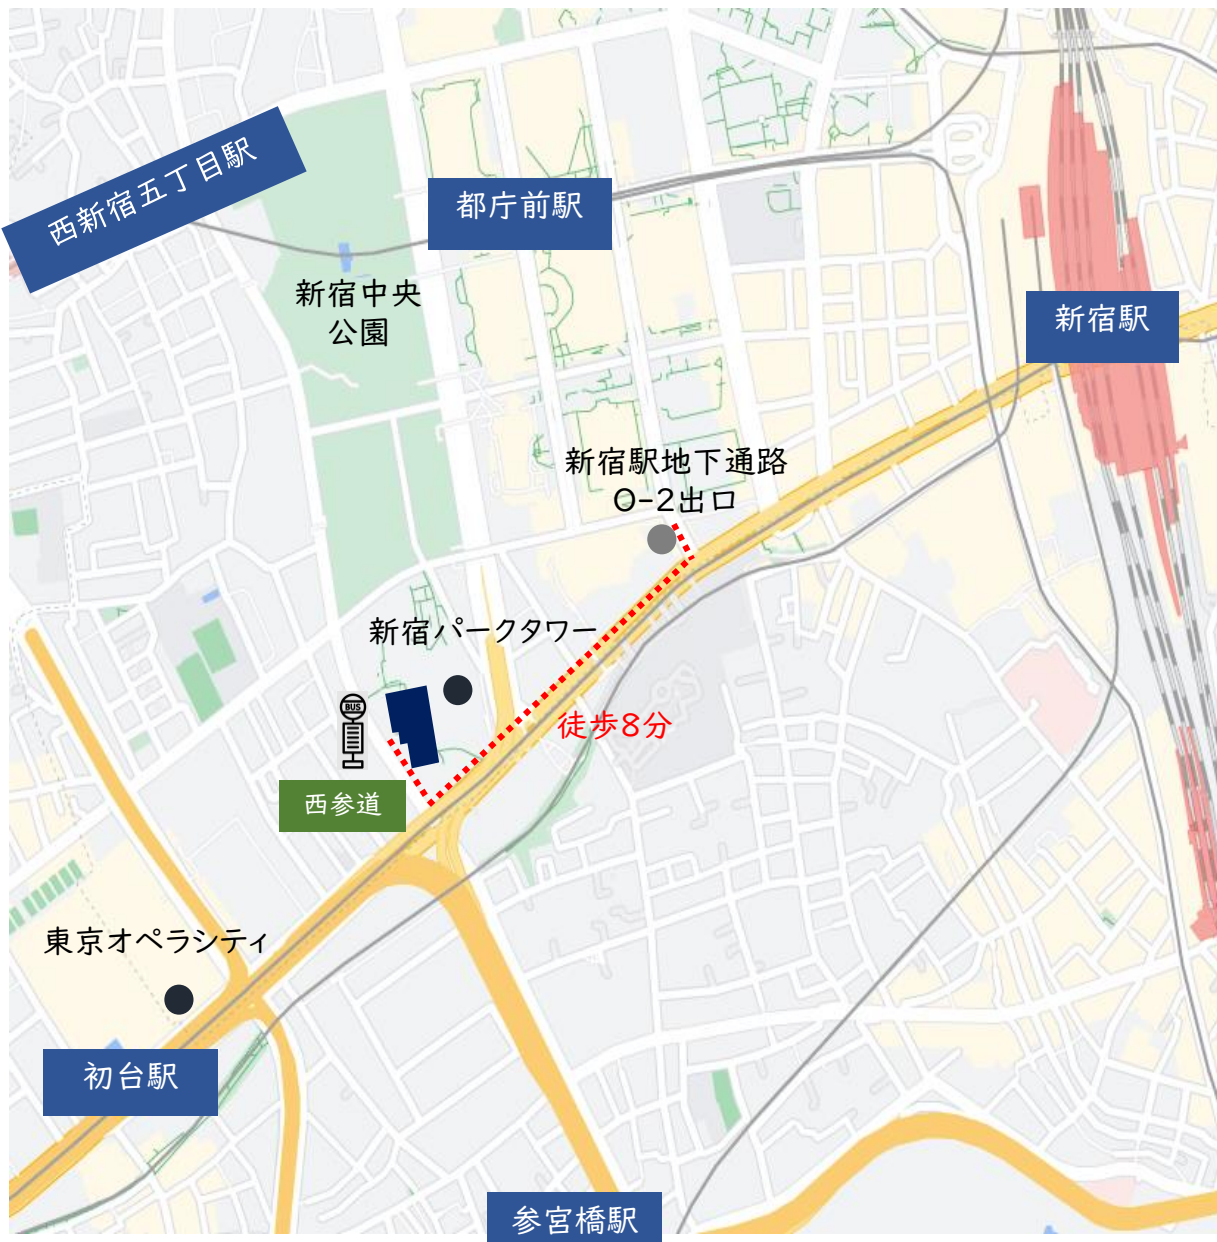 西新宿五丁目駅
都庁前駅
新宿中央
公園
新宿駅
新宿駅地下通路
O-2出口
新宿パークタワー
BUS
徒歩8分
西参道
東京オペラシティ
初台駅
参宮橋駅